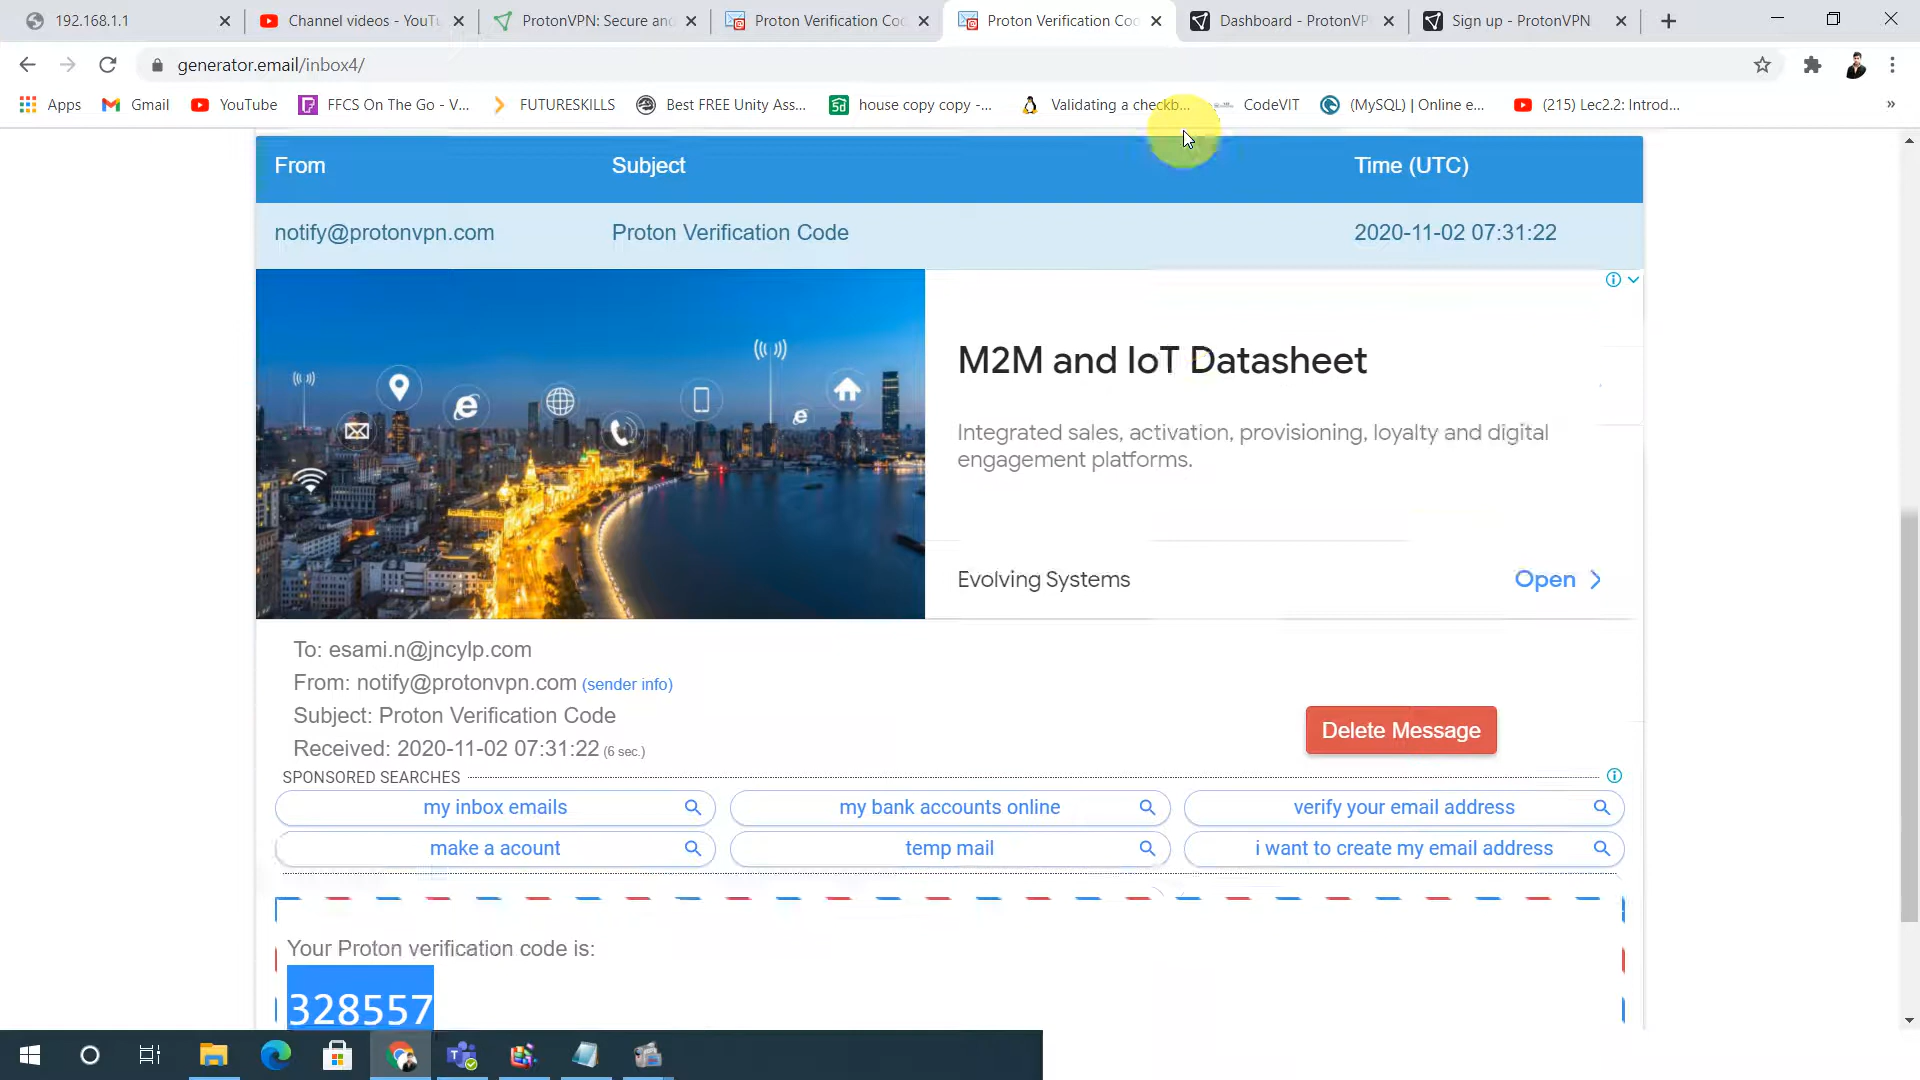 192.168.1.1
Channel videos - YouTu
ProtonVPN: Secure and
Proton Verification Co
Proton Verification Co
Dashboard - ProtonVP
Sign up - ProtonVPN
generator.email/inbox4/
Apps
Gmail
YouTube
FFCS On The Go - V...
FUTURESKILLS
Best FREE Unity Ass...
house copy copy -...
Validating a checkb...
CodeVIT
(MySQL) | Online e...
(215) Lec2.2: Introd...
»
From Subject Time (UTC)
notify@protonvpn.com Proton Verification Code 2020-11-02 07:31:22
M2M and IoT Datasheet
Integrated sales, activation, provisioning, loyalty and digital
engagement platforms.
Evolving Systems Open
To: esami.n@jncylp.com
From: notify@protonvpn.com (sender info)
Subject: Proton Verification Code
Received: 2020-11-02 07:31:22 (6 sec.)
Delete Message
SPONSORED SEARCHES
my inbox emails
my bank accounts online
verify your email address
make a acount
temp mail
i want to create my email address
Your Proton verification code is:
328557